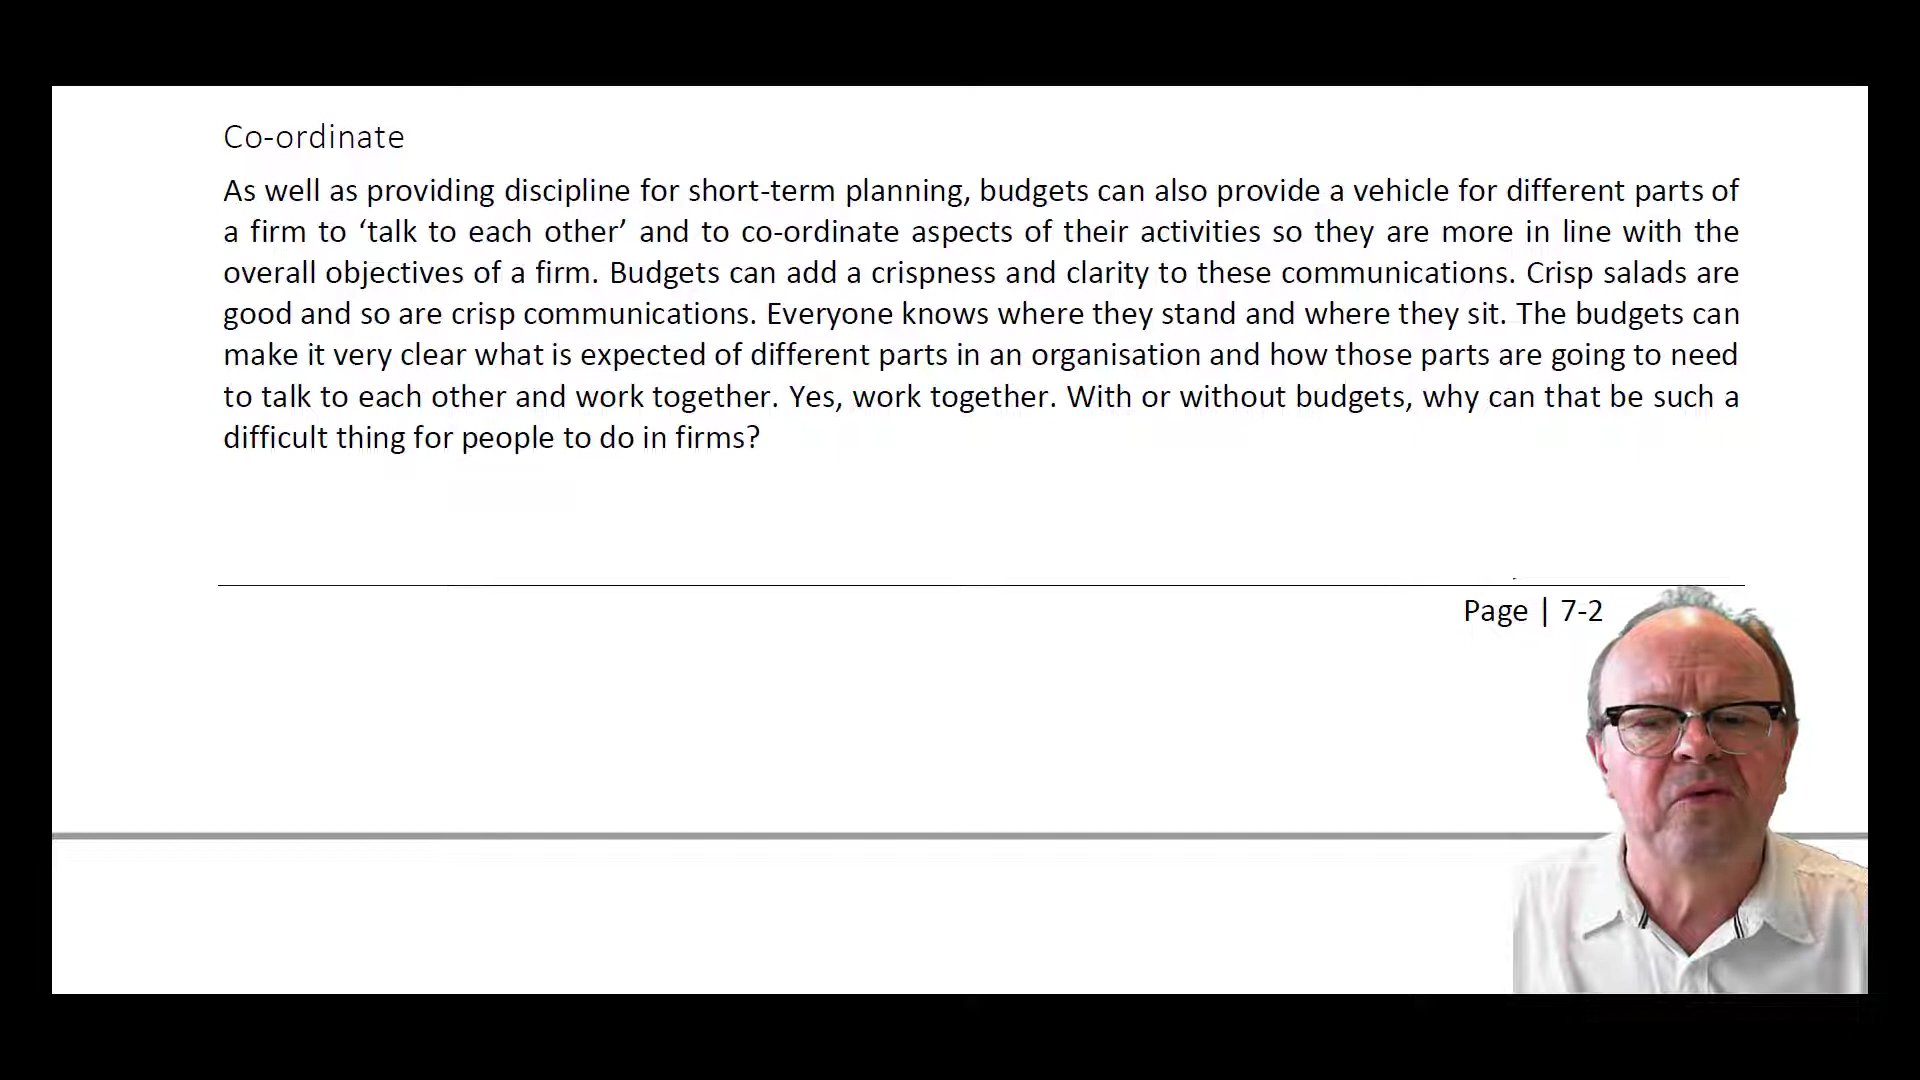 Co-ordinate
As well as providing discipline for short-term planning, budgets can also provide a vehicle for different parts of
a firm to ‘talk to each other’ and to co-ordinate aspects of their activities so they are more in line with the
overall objectives of a firm. Budgets can add a crispness and clarity to these communications. Crisp salads are
good and so are crisp communications. Everyone knows where they stand and where they sit. The budgets can
make it very clear what is expected of different parts in an organisation and how those parts are going to need
to talk to each other and work together. Yes, work together. With or without budgets, why can that be such a
difficult thing for people to do in firms?
Page | 7-2